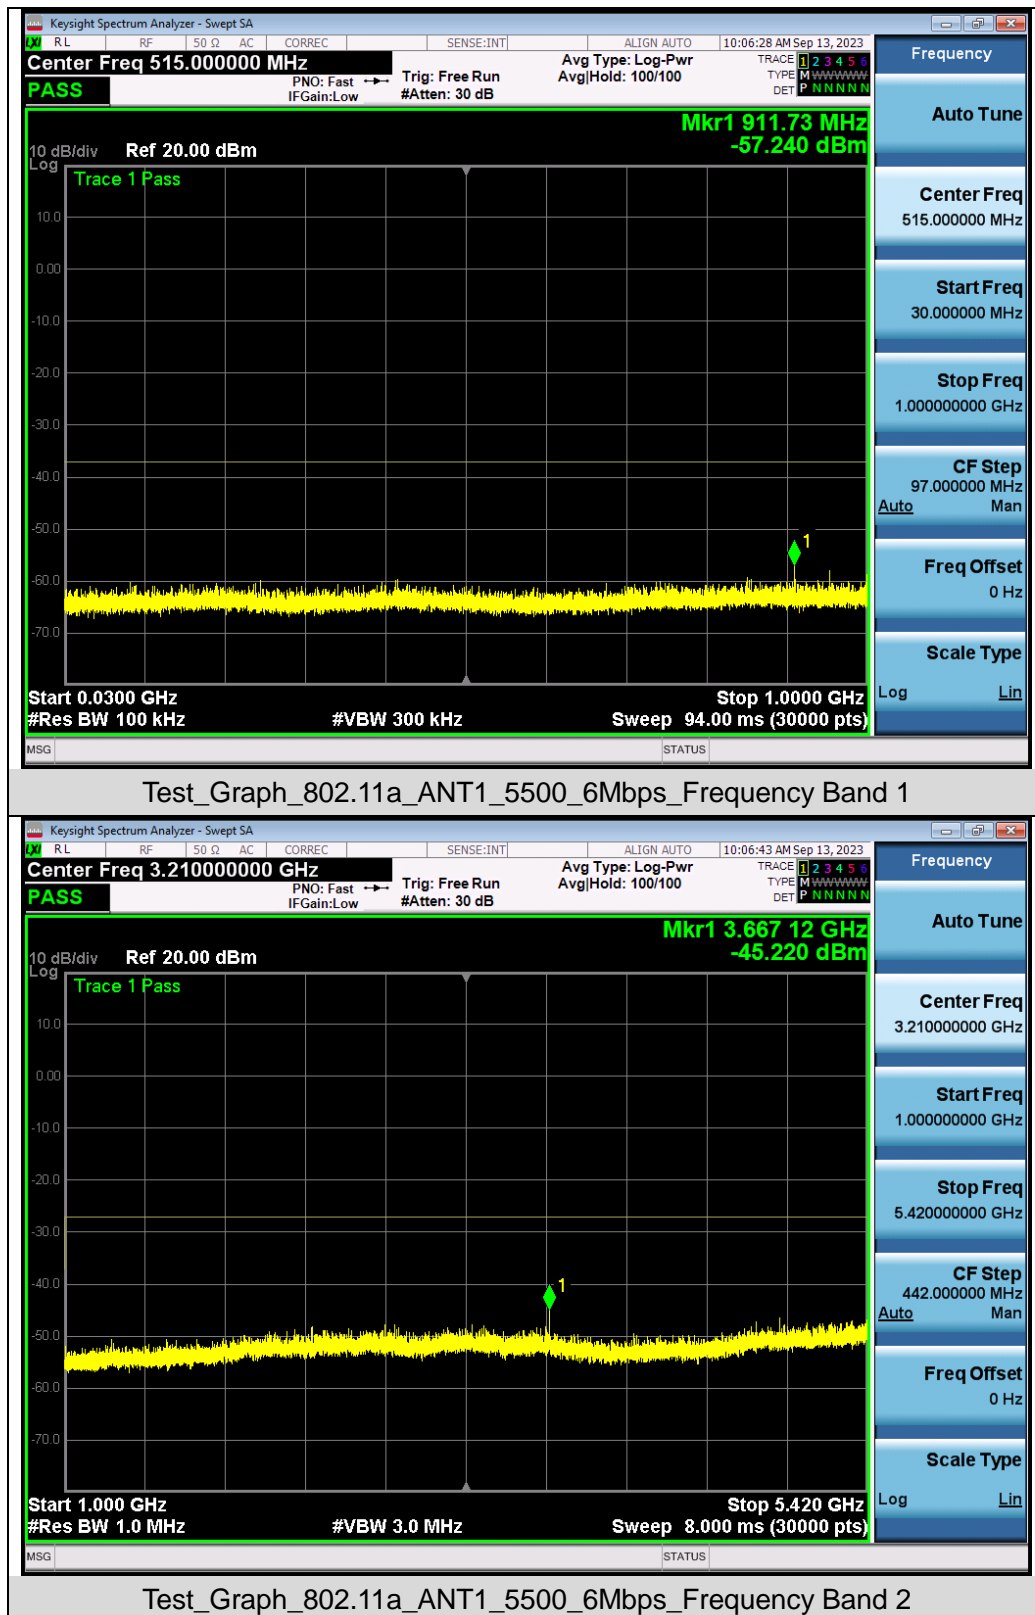 Keysight Spectrum Analyzer - Swept SA
LXI RL RF 50 Ω AC CORREC SENSE:INT ALIGN AUTO 10:06:28 AM Sep 13, 2023
Center Freq 515.000000 MHz
PNO: Fast
IFGain:Low
Trig: Free Run
#Atten: 30 dB
Avg Type: Log-Pwr
Avg|Hold: 100/100
TRACE 1 2 3 4 5 6
TYPE M WWWWW
DET P N N N N N
PASS
Mkr1 911.73 MHz
-57.240 dBm
10 dB/div Ref 20.00 dBm
Log
Trace 1 Pass
10.0
0.00
-10.0
-20.0
-30.0
-40.0
-50.0
-60.0
-70.0
1
Start 0.0300 GHz Stop 1.0000 GHz
#Res BW 100 kHz #VBW 300 kHz Sweep 94.00 ms (30000 pts)
MSG STATUS
Frequency
Auto Tune
Center Freq
515.000000 MHz
Start Freq
30.000000 MHz
Stop Freq
1.000000000 GHz
CF Step
97.000000 MHz
Auto Man
Freq Offset
0 Hz
Scale Type
Log Lin
Test_Graph_802.11a_ANT1_5500_6Mbps_Frequency Band 1
Keysight Spectrum Analyzer - Swept SA
LXI RL RF 50 Ω AC CORREC SENSE:INT ALIGN AUTO 10:06:43 AM Sep 13, 2023
Center Freq 3.210000000 GHz
PNO: Fast
IFGain:Low
Trig: Free Run
#Atten: 30 dB
Avg Type: Log-Pwr
Avg|Hold: 100/100
TRACE 1 2 3 4 5 6
TYPE M WWWWW
DET P N N N N N
PASS
Mkr1 3.667 12 GHz
-45.220 dBm
10 dB/div Ref 20.00 dBm
Log
Trace 1 Pass
10.0
0.00
-10.0
-20.0
-30.0
-40.0
-50.0
-60.0
-70.0
1
Start 1.000 GHz Stop 5.420 GHz
#Res BW 1.0 MHz #VBW 3.0 MHz Sweep 8.000 ms (30000 pts)
MSG STATUS
Frequency
Auto Tune
Center Freq
3.210000000 GHz
Start Freq
1.000000000 GHz
Stop Freq
5.420000000 GHz
CF Step
442.000000 MHz
Auto Man
Freq Offset
0 Hz
Scale Type
Log Lin
Test_Graph_802.11a_ANT1_5500_6Mbps_Frequency Band 2